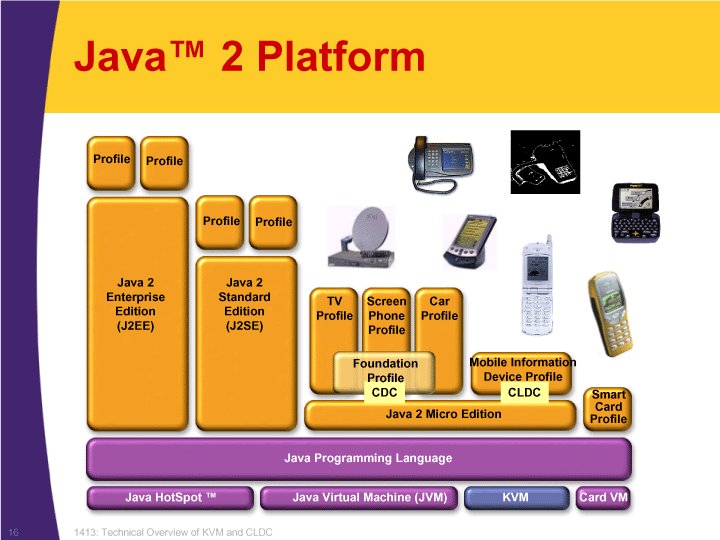 Java™ 2 Platform
Profile
Profile
Profile
Profile
Java 2
Enterprise
Edition
(J2EE)
Java 2
Standard
Edition
(J2SE)
TV
Profile
Screen
Phone
Profile
Car
Profile
Foundation
Profile
CDC
Mobile Information
Device Profile
CLDC
Smart
Card
Profile
Java 2 Micro Edition
Java Programming Language
Java HotSpot ™
Java Virtual Machine (JVM)
KVM
Card VM
16
1413: Technical Overview of KVM and CLDC